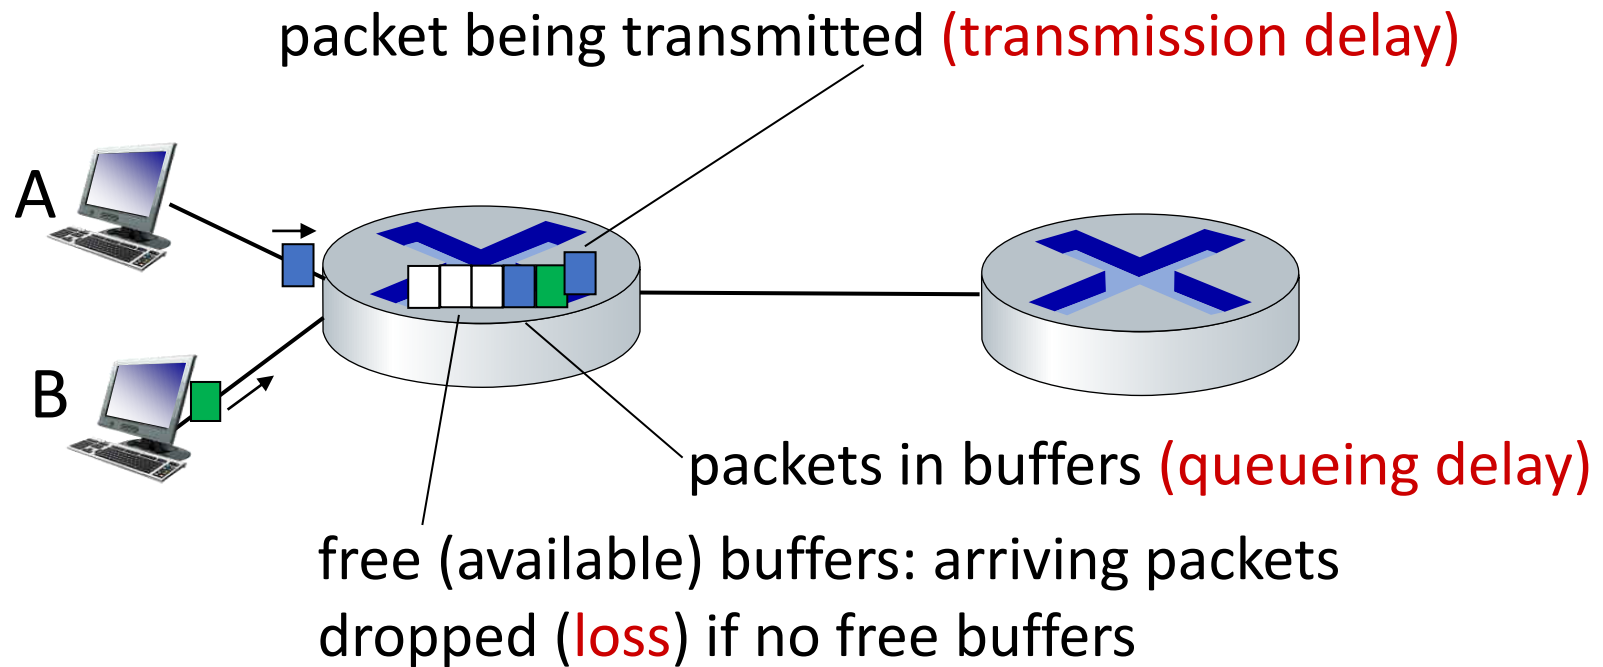 packet being transmitted (transmission delay)
A
B
packets in buffers (queueing delay)
free (available) buffers: arriving packets
dropped (loss) if no free buffers